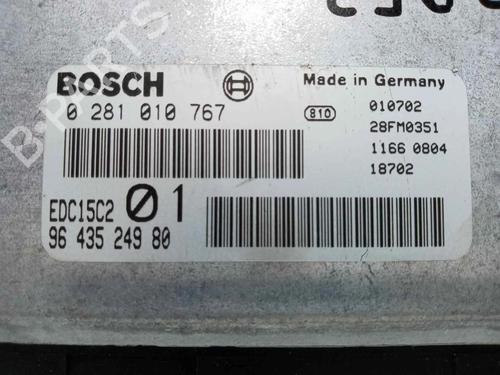 BOSCH
Made in Germany
0 281 010 767
810
010702
28FM0351
1166 0804
18702
EDC15C2 01
96 435 249 80
B-PARTS